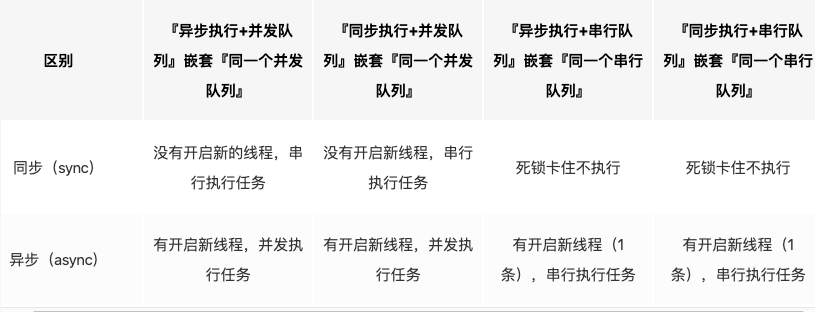 区别
『异步执行+并发队
列』嵌套『同一个并发
队列』
『同步执行+并发队
列』嵌套『同一个并发
队列』
『异步执行+串行队
列』嵌套『同一个串行
队列』
『同步执行+串行队
列』嵌套『同一个串行
队列』
同步（sync）
没有开启新的线程，串
行执行任务
没有开启新线程，串行
执行任务
死锁卡住不执行
死锁卡住不执行
异步（async）
有开启新线程，并发执
行任务
有开启新线程，并发执
行任务
有开启新线程（1
条），串行执行任务
有开启新线程（1
条），串行执行任务